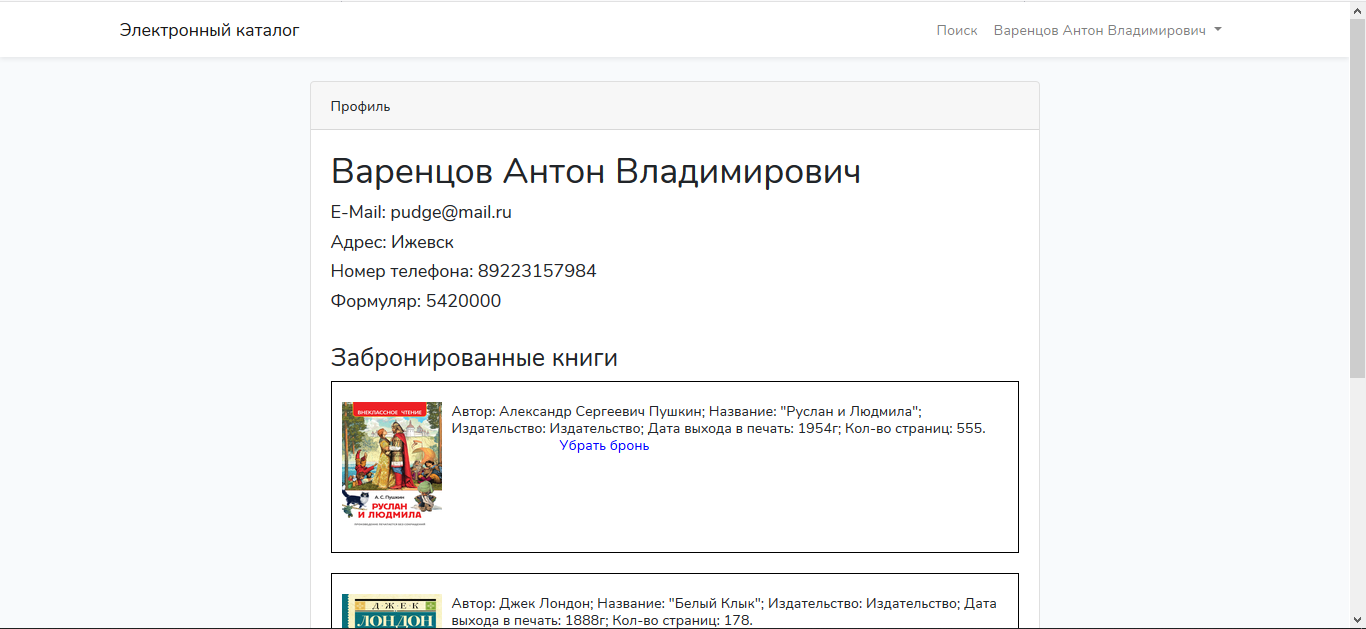 Электронный каталог
Поиск Варенцов Антон Владимирович
Профиль
Варенцов Антон Владимирович
E-Mail: pudge@mail.ru
Адрес: Ижевск
Номер телефона: 89223157984
Формуляр: 5420000
Забронированные книги
ВНЕКЛАССНОЕ ЧТЕНИЕ
А. С. Пушкин
РУСЛАН
И ЛЮДМИЛА
Автор: Александр Сергеевич Пушкин; Название: "Руслан и Людмила";
Издательство: Издательство; Дата выхода в печать: 1954г; Кол-во страниц: 555.
Убрать бронь
ДЖЕК
ЛОНДОН
Автор: Джек Лондон; Название: "Белый Клык"; Издательство: Издательство; Дата
выхода в печать: 1888г; Кол-во страниц: 178.